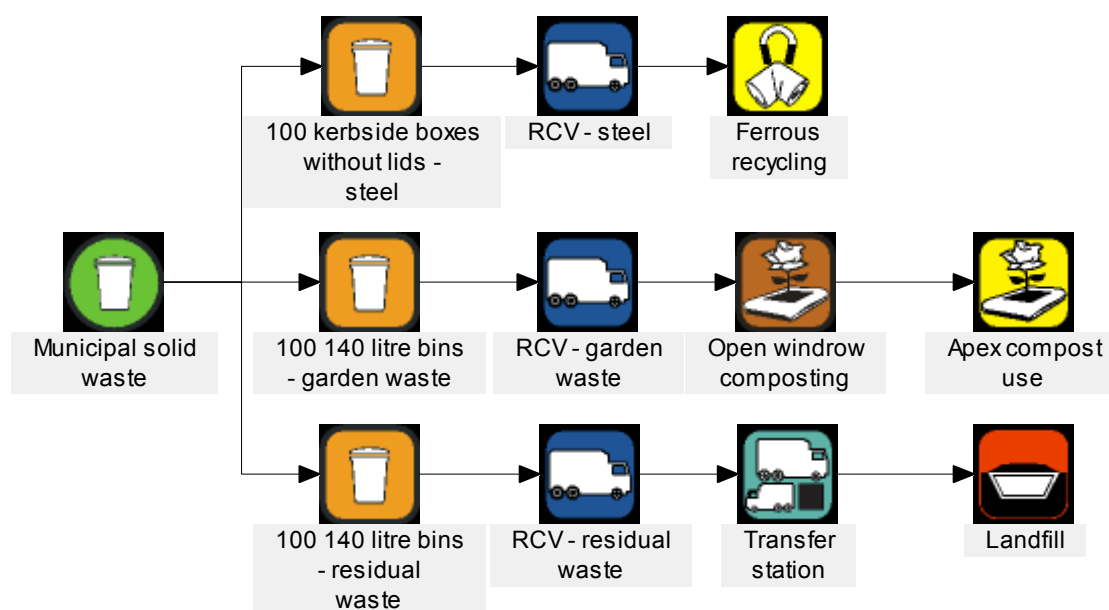 100 kerbside boxes
without lids -
steel
RCV - steel
Ferrous
recycling
Municipal solid
waste
100 140 litre bins
- garden waste
RCV - garden
waste
Open windrow
composting
Apex compost
use
100 140 litre bins
- residual
waste
RCV - residual
waste
Transfer
station
Landfill